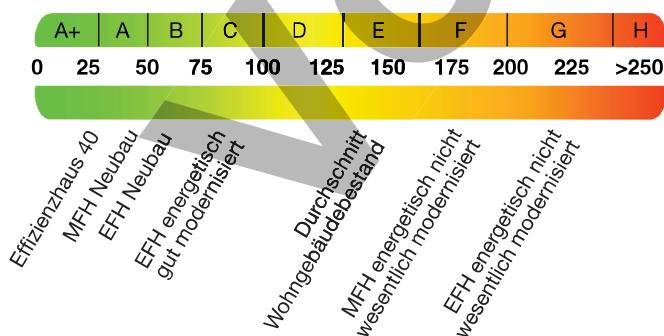 A+ A B C D E F G H
0 25 50 75 100 125 150 175 200 225 >250
Effizienzhaus 40
MFH Neubau
EFH Neubau
EFH energetisch
gut modernisiert
Durchschnitt
Wohngebäudebestand
MFH energetisch nicht
wesentlich modernisiert
EFH energetisch nicht
wesentlich modernisiert